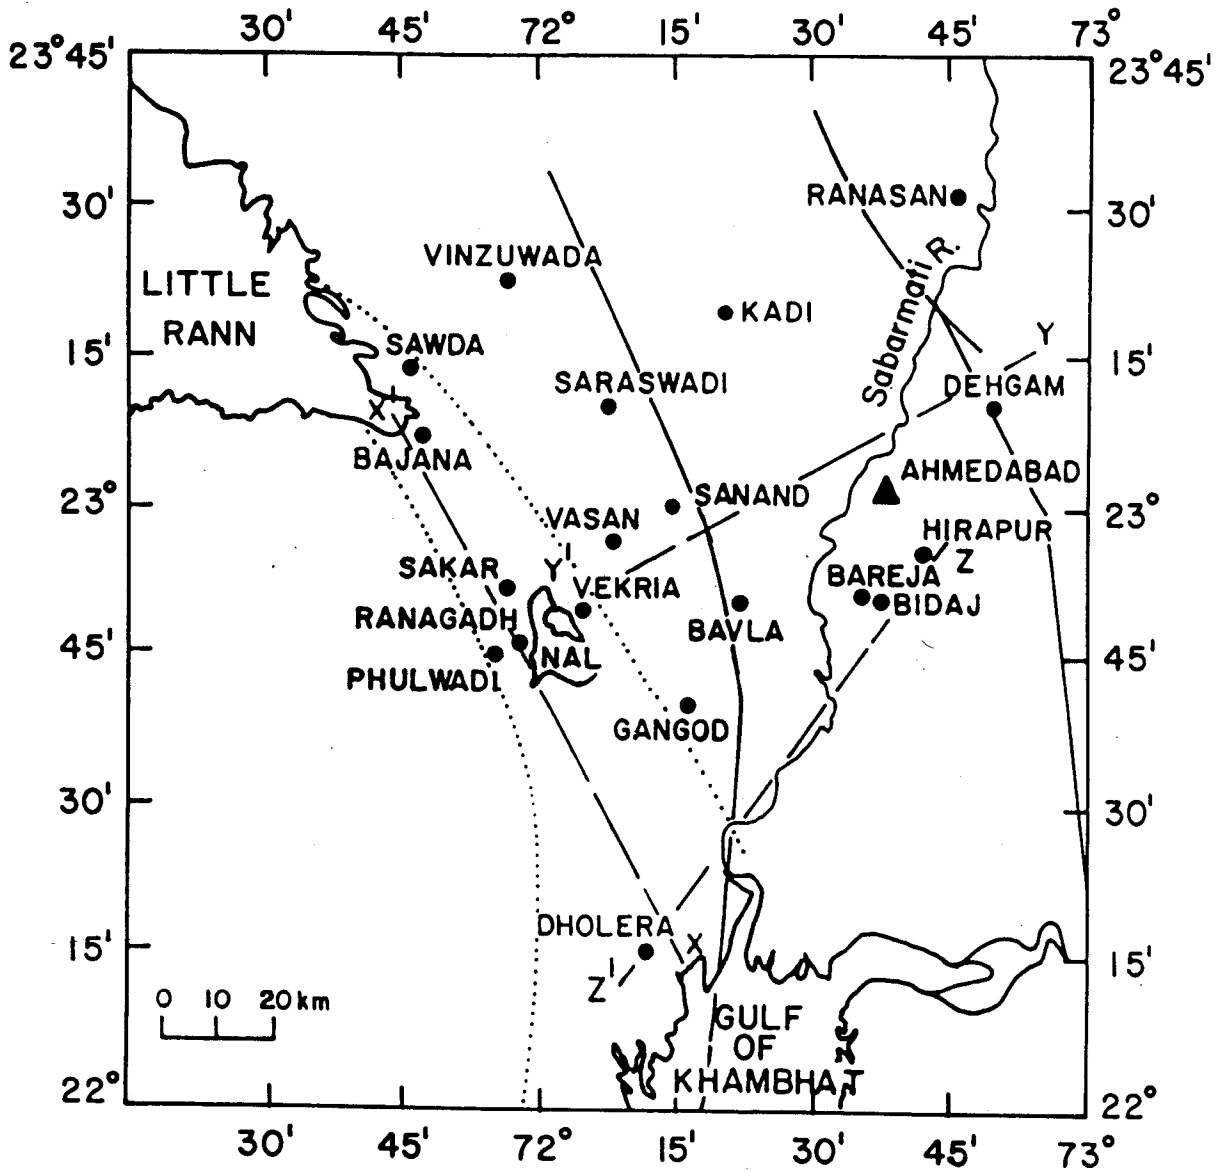 30' 45' 72° 15' 30' 45' 73°
23°45' 23°45'
30' RANASAN 30'
Sabarmati R.
VINZUWADA
LITTLE
RANN
KADI
Y
15' SAWDA 15'
SARASWADI DEHGAM
X'
BAJANA AHMEDABAD
23° SANAND 23°
VASAN HIRAPUR
Y' Z
SAKAR VEKRIA BAREJA
RANAGADH BAVLA BIDAJ
45' NAL 45'
PHULWADI
GANGOD
30' 30'
DHOLERA X
15' 15'
Z'
0 10 20 km
GULF
OF
KHAMBHAT
22° 22°
30' 45' 72° 15' 30' 45' 73°